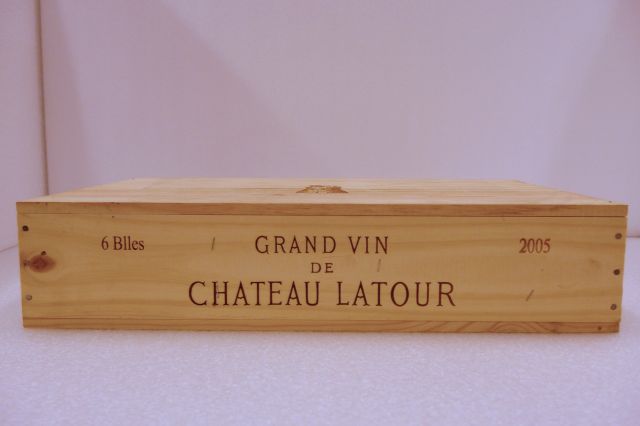 6 Blles
GRAND VIN
DE
CHATEAU LATOUR
2005